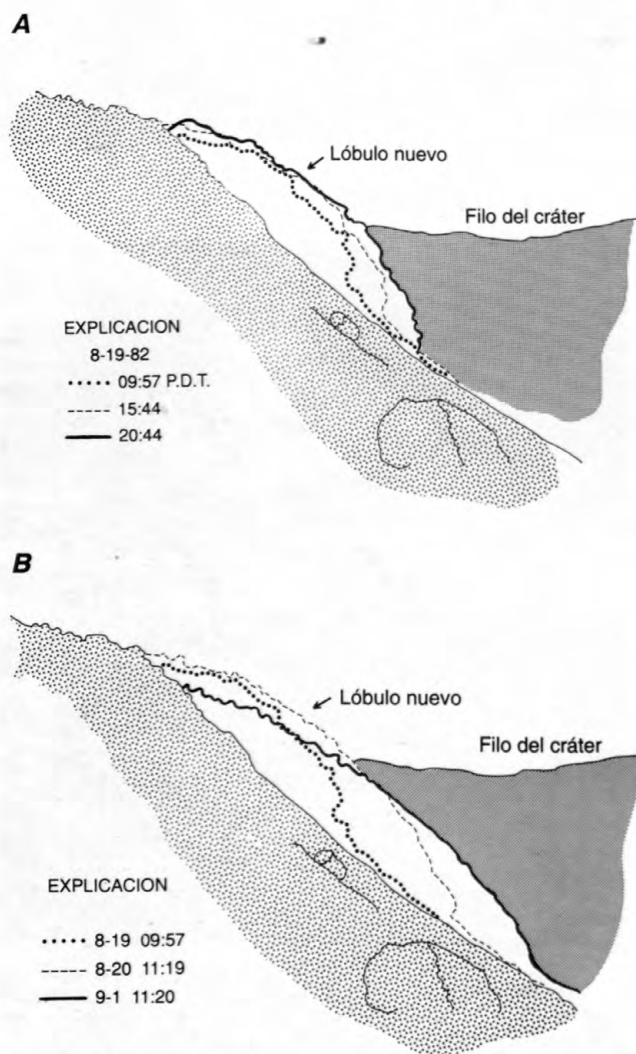 A
Lóbulo nuevo
Filo del cráter
EXPLICACION
8-19-82
09:57 P.D.T.
15:44
20:44
B
Lóbulo nuevo
Filo del cráter
EXPLICACION
8-19 09:57
8-20 11:19
9-1 11:20